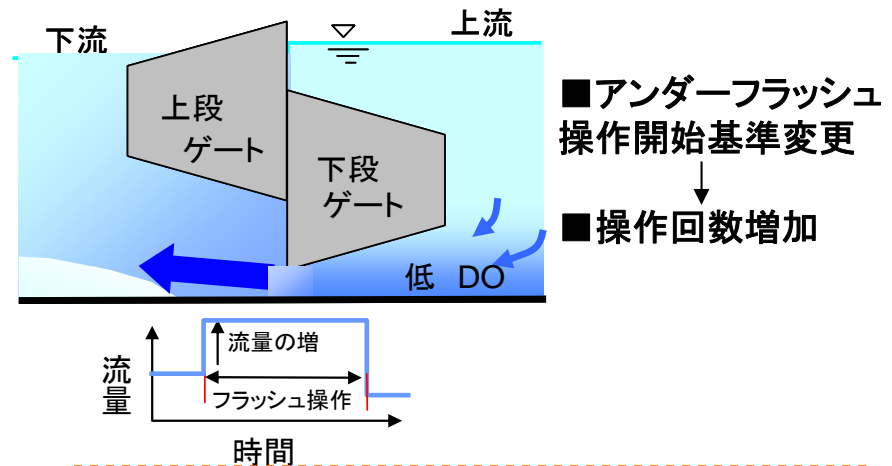 下流
上流
上段
ゲート
下段
ゲート
低 DO
■アンダーフラッシュ
操作開始基準変更
■操作回数増加
流量の増
フラッシュ操作
流量
時間